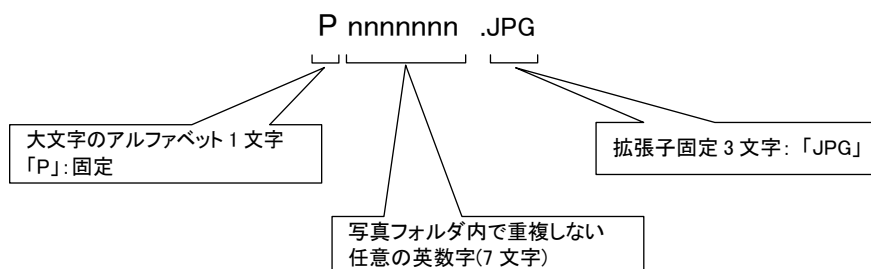 P nnnnnnn .JPG
大文字のアルファベット 1 文字
「P」:固定
拡張子固定 3 文字: 「JPG」
写真フォルダ内で重複しない
任意の英数字(7 文字)